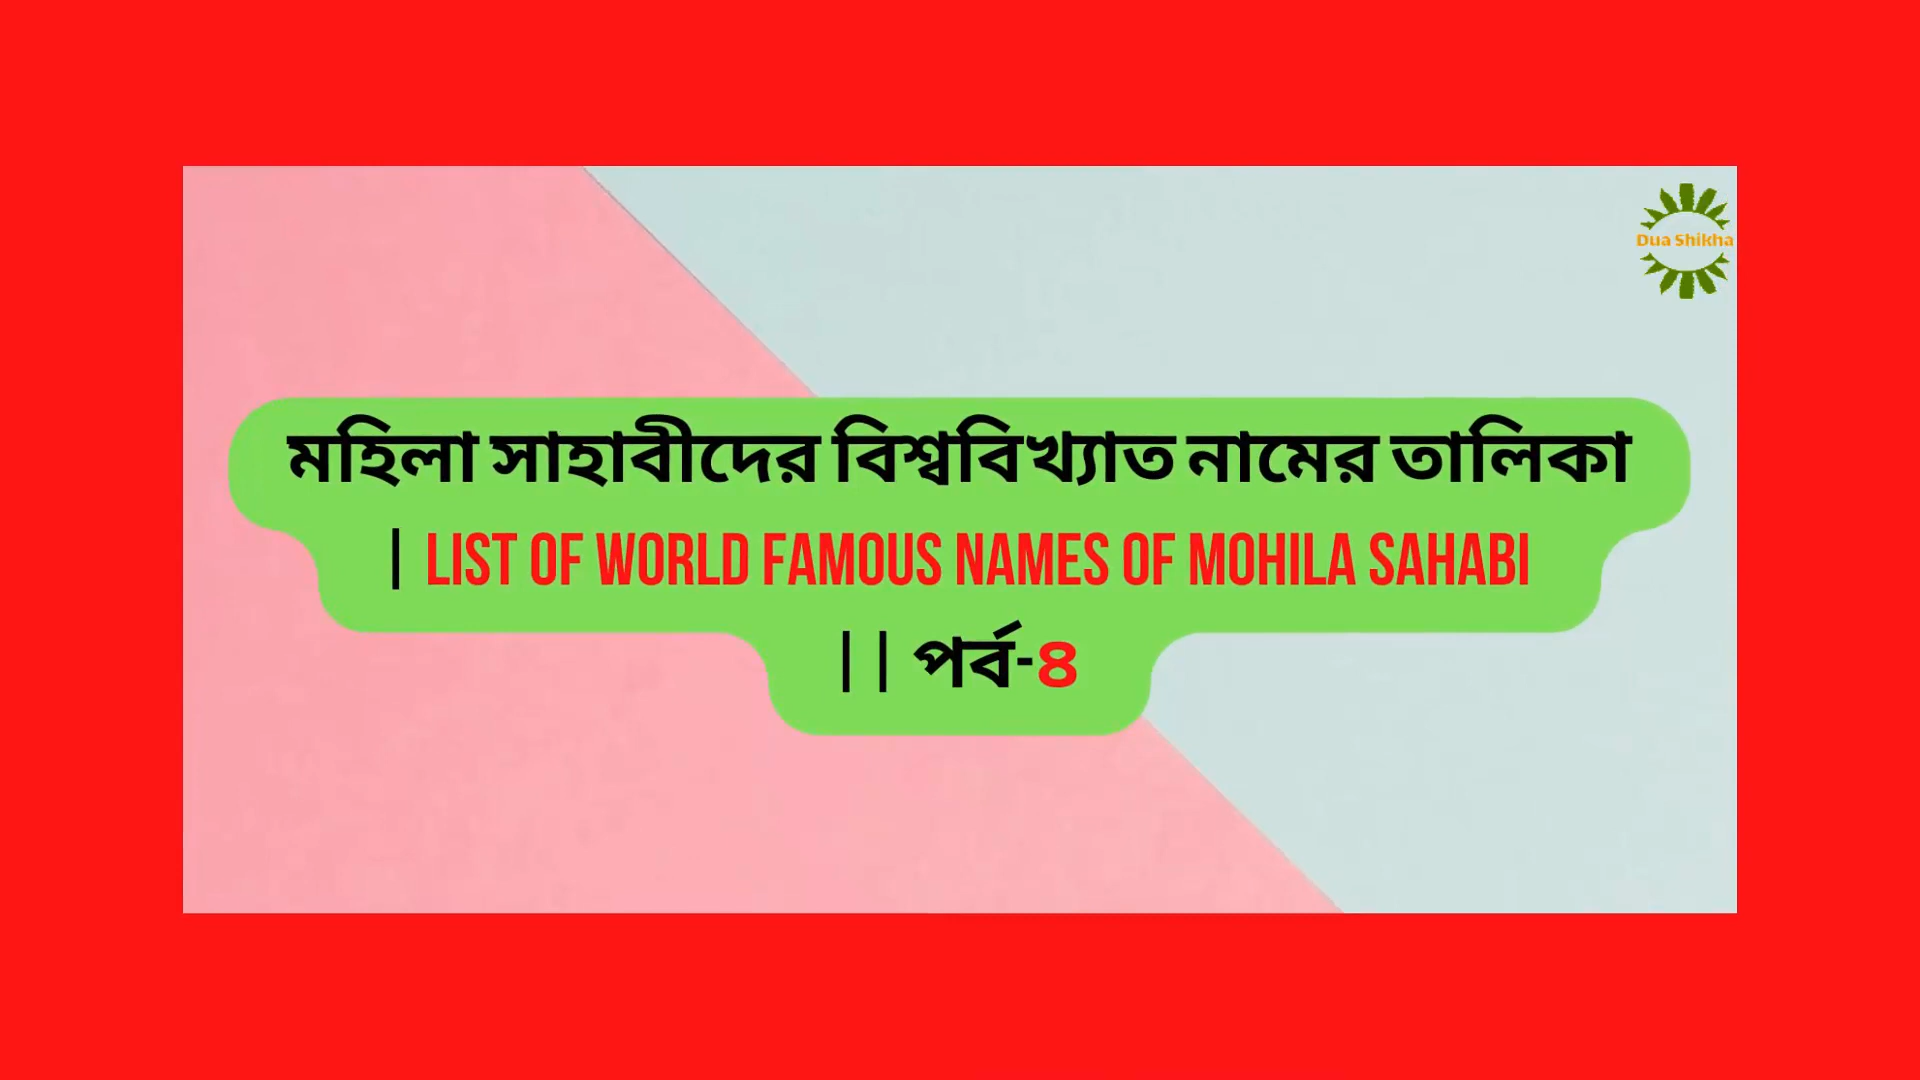 Dua Shikha
মহিলা সাহাবীদের বিশ্ববিখ্যাত নামের তালিকা
| LIST OF WORLD FAMOUS NAMES OF MOHILA SAHABI
|| পর্ব-৪